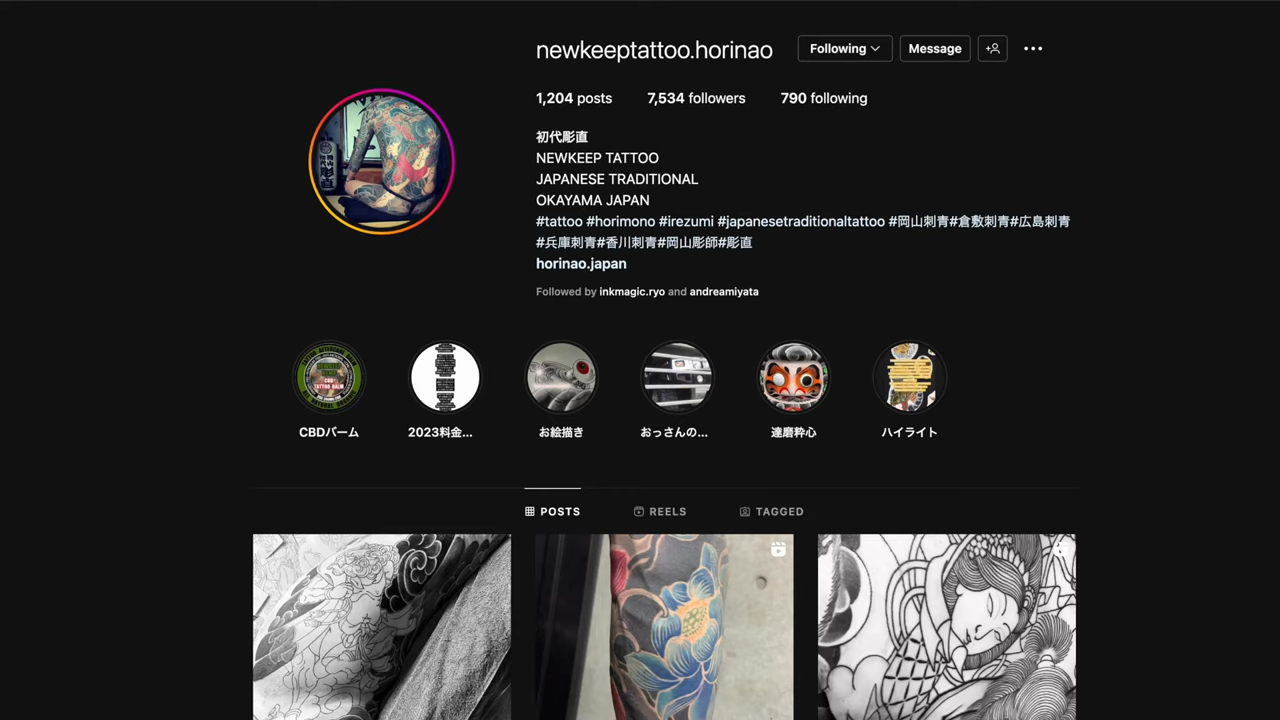 newkeeptattoo.horinao
Following
Message
1,204 posts
7,534 followers
790 following
初代彫直
NEWKEEP TATTOO
JAPANESE TRADITIONAL
OKAYAMA JAPAN
#tattoo #horimono #irezumi #japanesetraditionaltattoo #岡山刺青#倉敷刺青#広島刺青
#兵庫刺青#香川刺青#岡山彫師#彫直
horinao.japan
Followed by inkmagic.ryo and andreamiyata
CBDバーム
2023料金...
お絵描き
おっさんの...
達磨粋心
ハイライト
POSTS
REELS
TAGGED